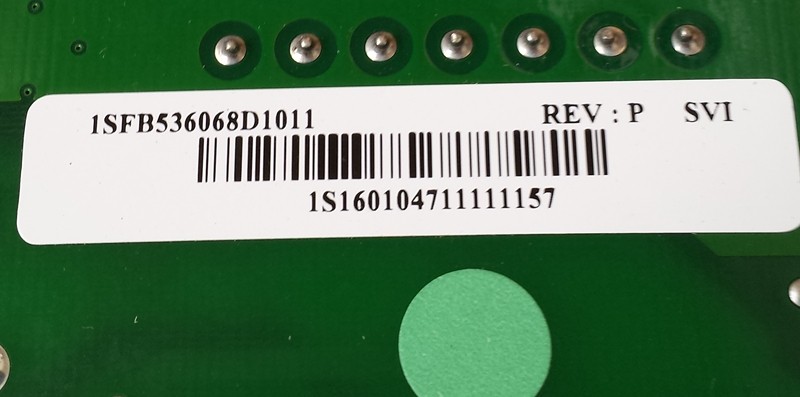 1SFB536068D1011 REV : P SVI
1S160104711111157